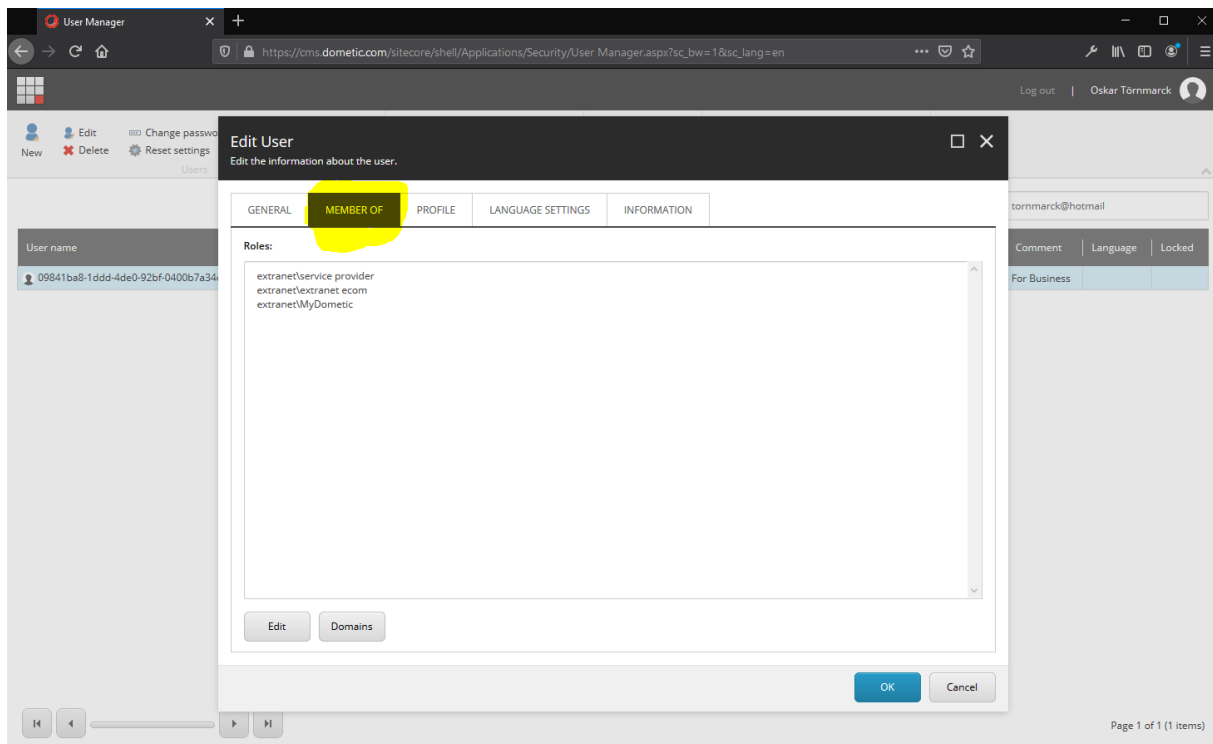 User Manager
https://cms.dometic.com/sitecore/shell/Applications/Security/User Manager.aspx?sc_bw=1&sc_lang=en
Log out | Oskar Törnmarck
New
Edit
Delete
Change passwo
Reset settings
Users
Edit User
Edit the information about the user.
tornmarck@hotmail
GENERAL MEMBER OF PROFILE LANGUAGE SETTINGS INFORMATION
User name
Comment Language Locked
09841ba8-1ddd-4de0-92bf-0400b7a34
For Business
Roles:
extranet\service provider
extranet\extranet ecom
extranet\MyDometic
Edit Domains
OK Cancel
Page 1 of 1 (1 items)